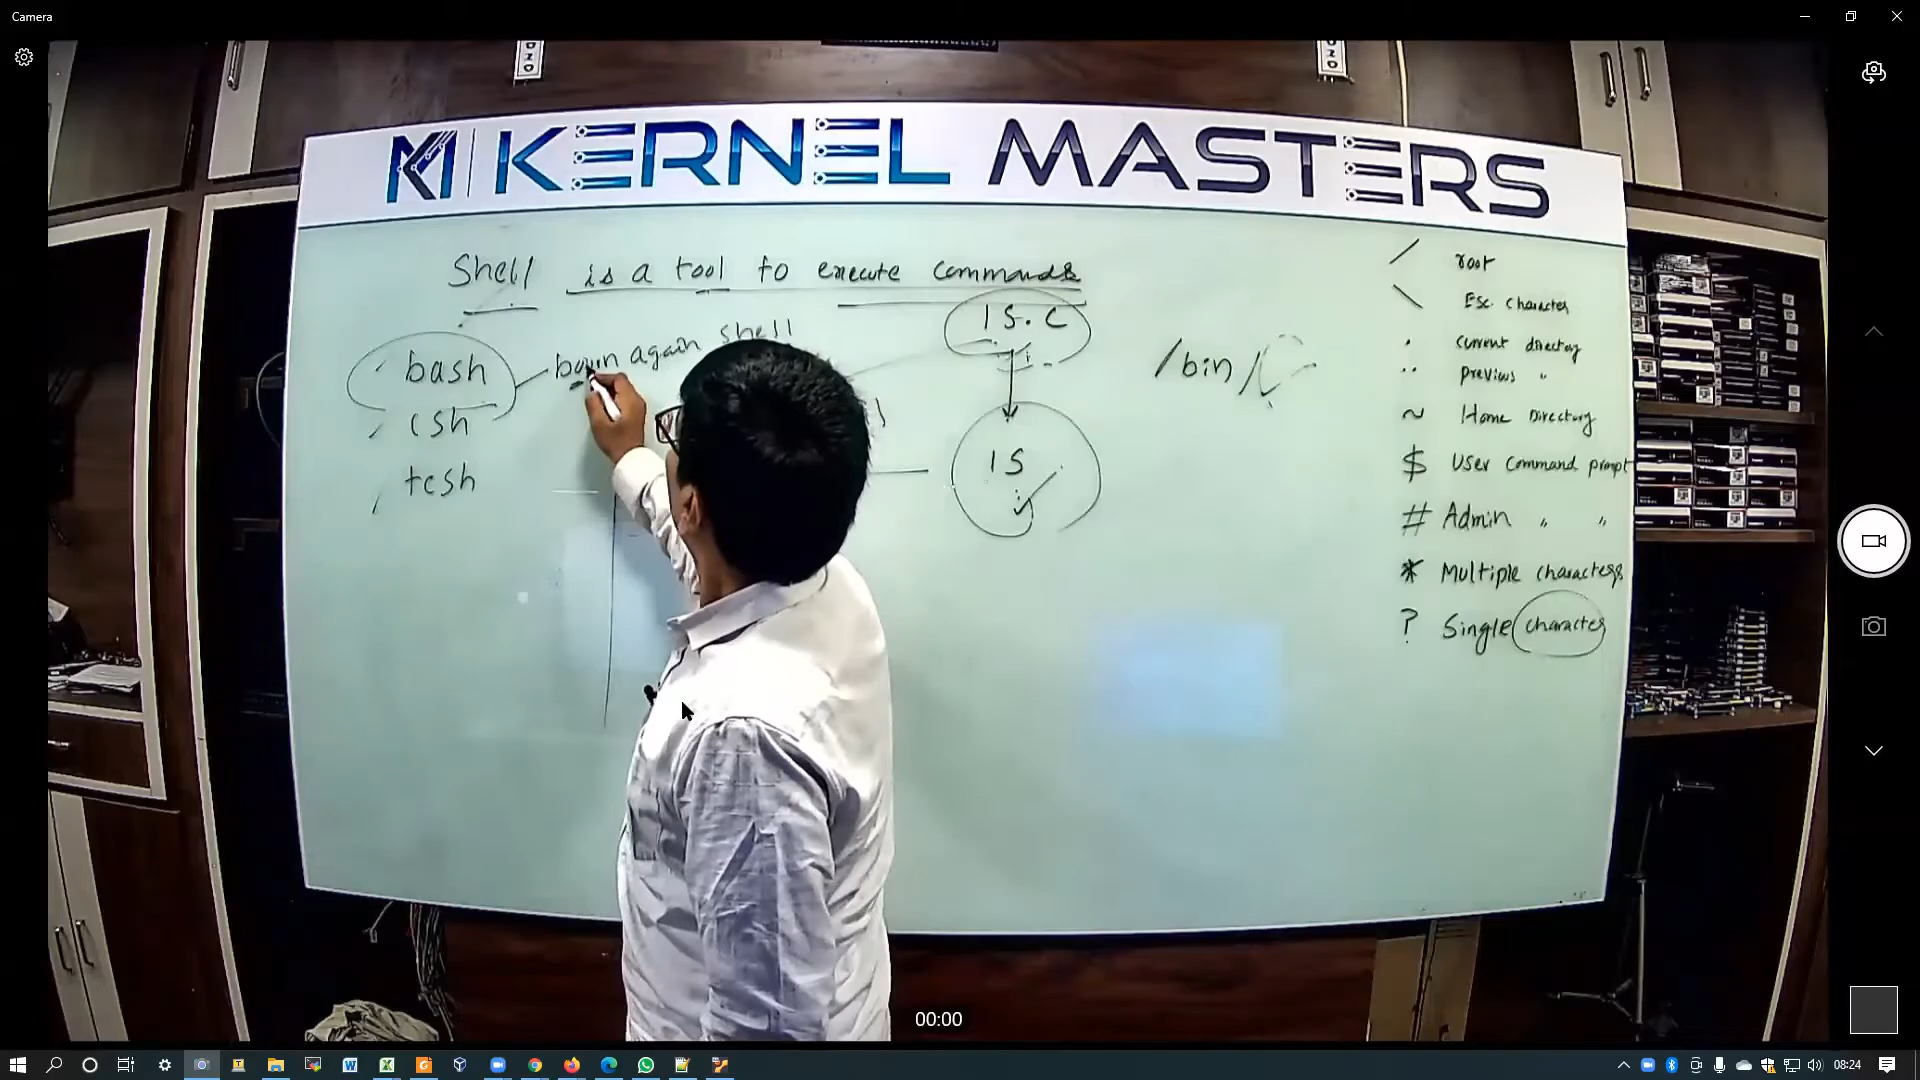 Camera
KERNEL MASTERS
Shell is a tool to execute commands
bash
csh
tcsh
again shell
ls.c
ls
/bin/
/ root
\ Esc. character
. current directory
.. previous "
~ Home Directory
$ User Command prompt
# Admin " "
* Multiple characters
? Single character
00:00
08:24